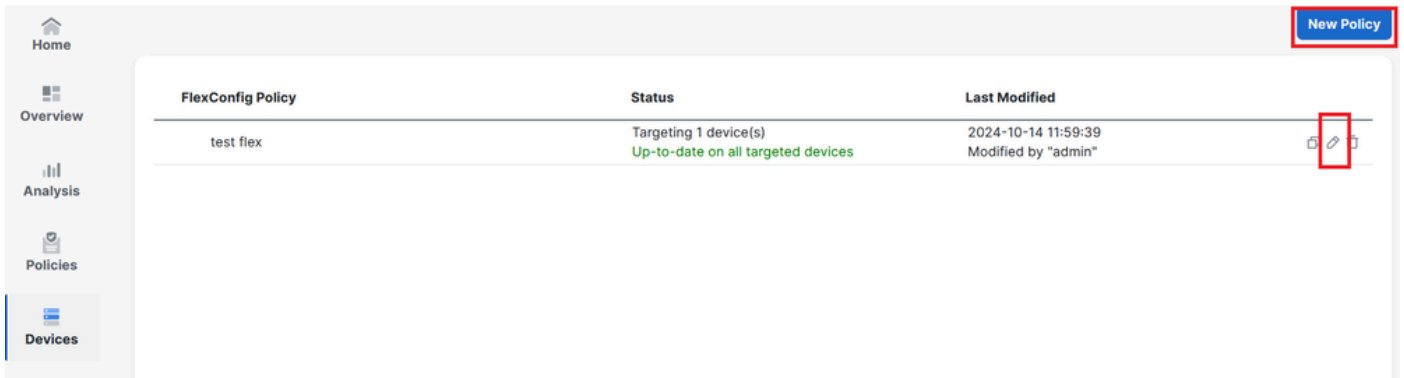 Home
New Policy
Overview
Analysis
Policies
Devices
FlexConfig Policy
Status
Last Modified
test flex
Targeting 1 device(s)
Up-to-date on all targeted devices
2024-10-14 11:59:39
Modified by "admin"